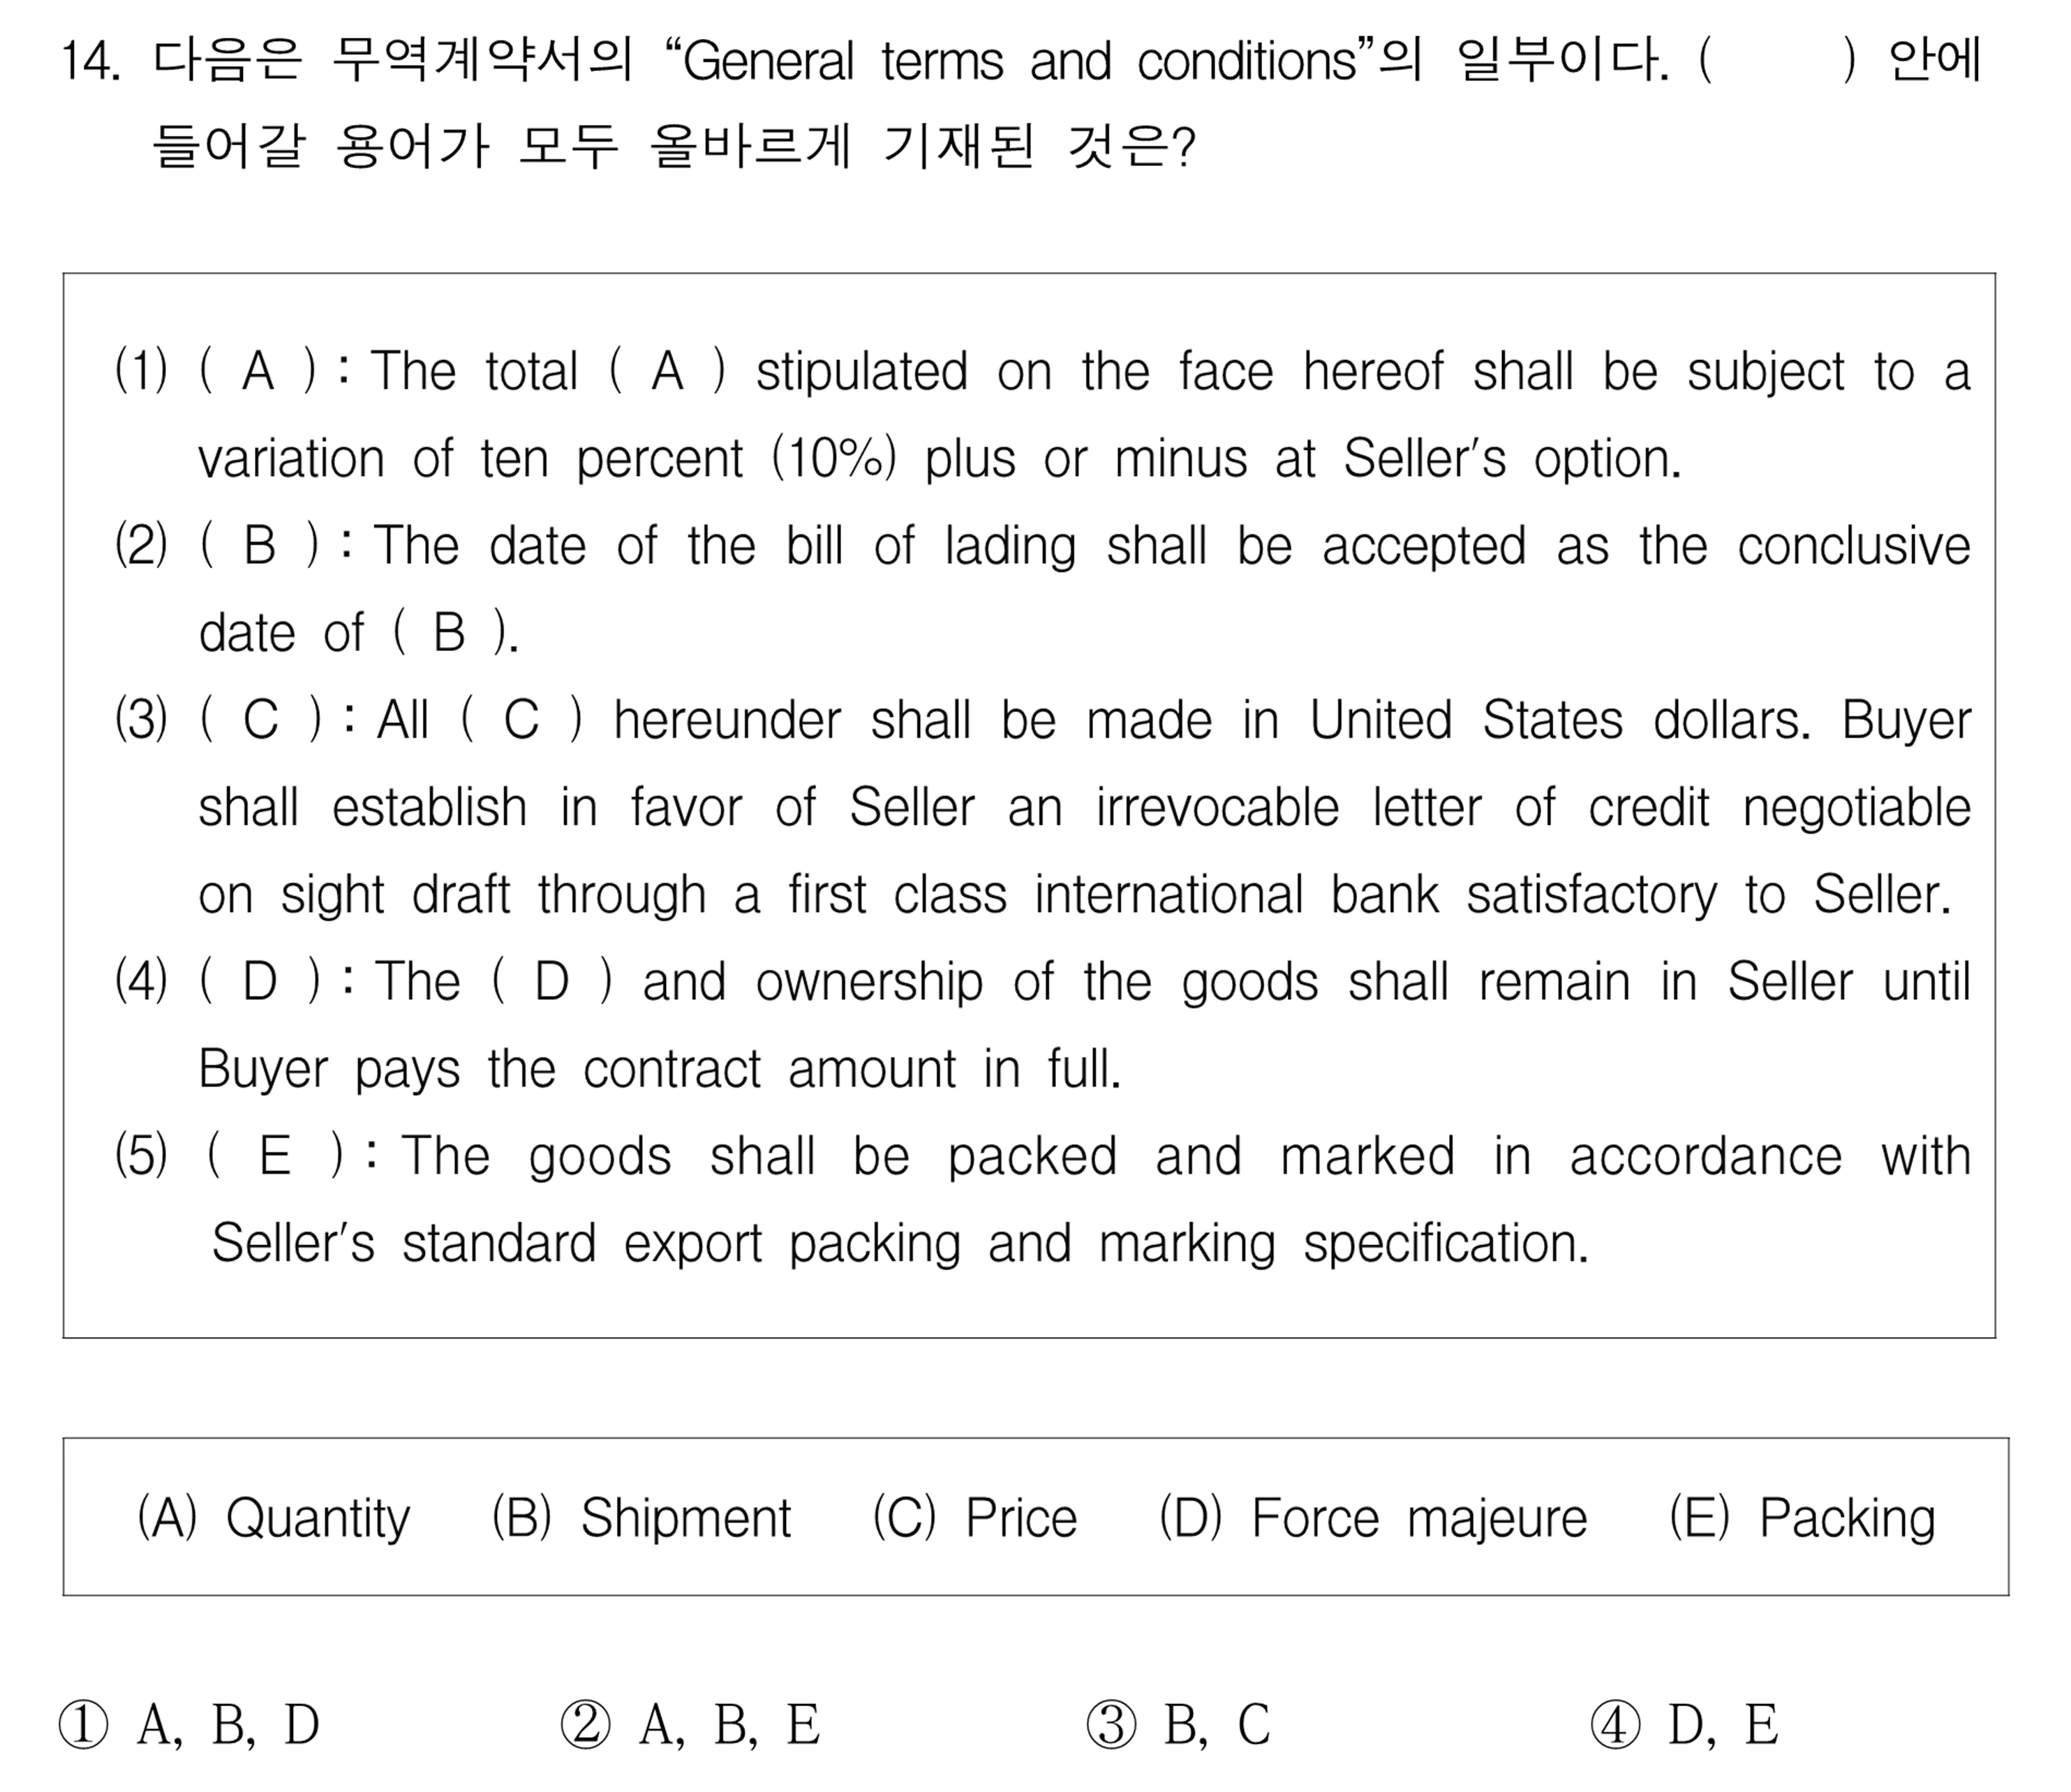 14. 다음은 무역계약서의 “General terms and conditions”의 일부이다. (    ) 안에
들어갈 용어가 모두 올바르게 기재된 것은?
(1) ( A ) : The total ( A ) stipulated on the face hereof shall be subject to a
variation of ten percent (10%) plus or minus at Seller's option.
(2) ( B ) : The date of the bill of lading shall be accepted as the conclusive
date of ( B ).
(3) ( C ) : All ( C ) hereunder shall be made in United States dollars. Buyer
shall establish in favor of Seller an irrevocable letter of credit negotiable
on sight draft through a first class international bank satisfactory to Seller.
(4) ( D ) : The ( D ) and ownership of the goods shall remain in Seller until
Buyer pays the contract amount in full.
(5) ( E ) : The goods shall be packed and marked in accordance with
Seller's standard export packing and marking specification.
(A) Quantity (B) Shipment (C) Price (D) Force majeure (E) Packing
① A, B, D ② A, B, E ③ B, C ④ D, E